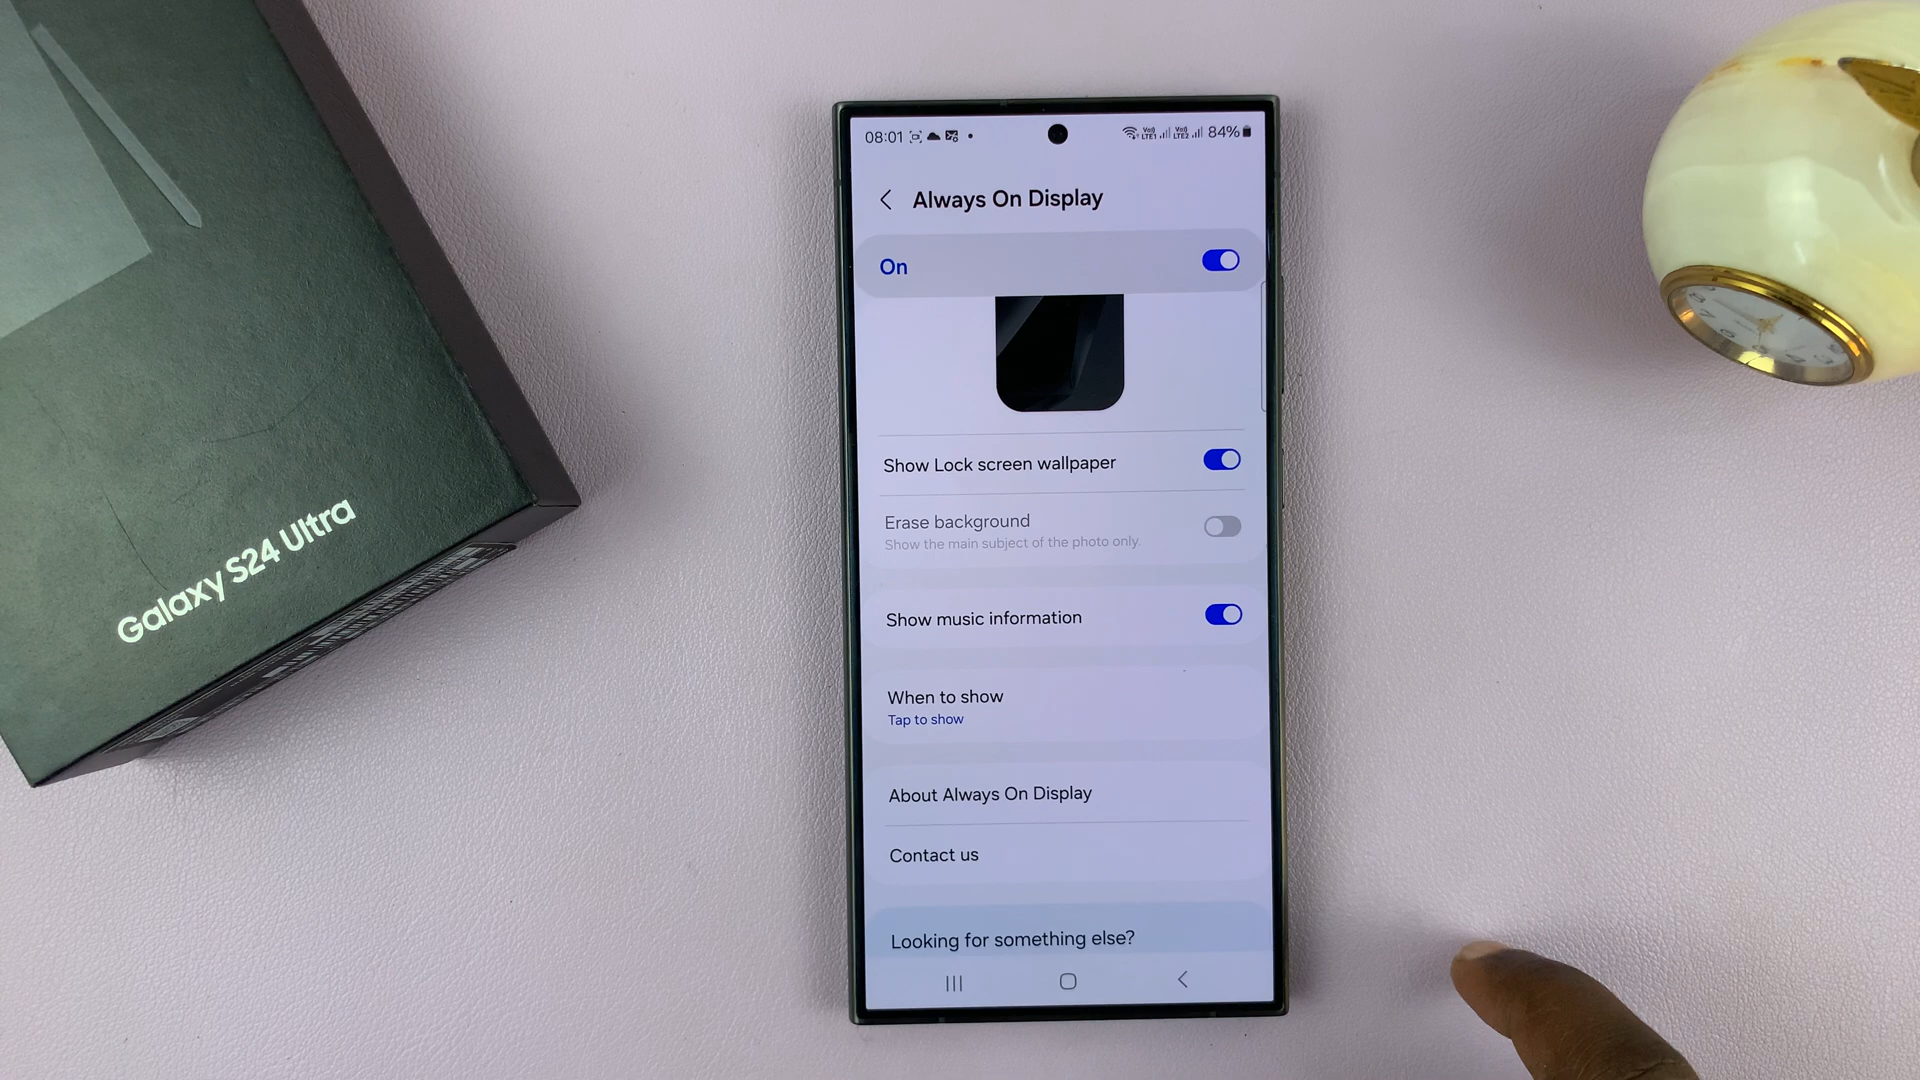 Galaxy S24 Ultra
08:01
84%
Always On Display
On
Show Lock screen wallpaper
Erase background
Show the main subject of the photo only.
Show music information
When to show
Tap to show
About Always On Display
Contact us
Looking for something else?